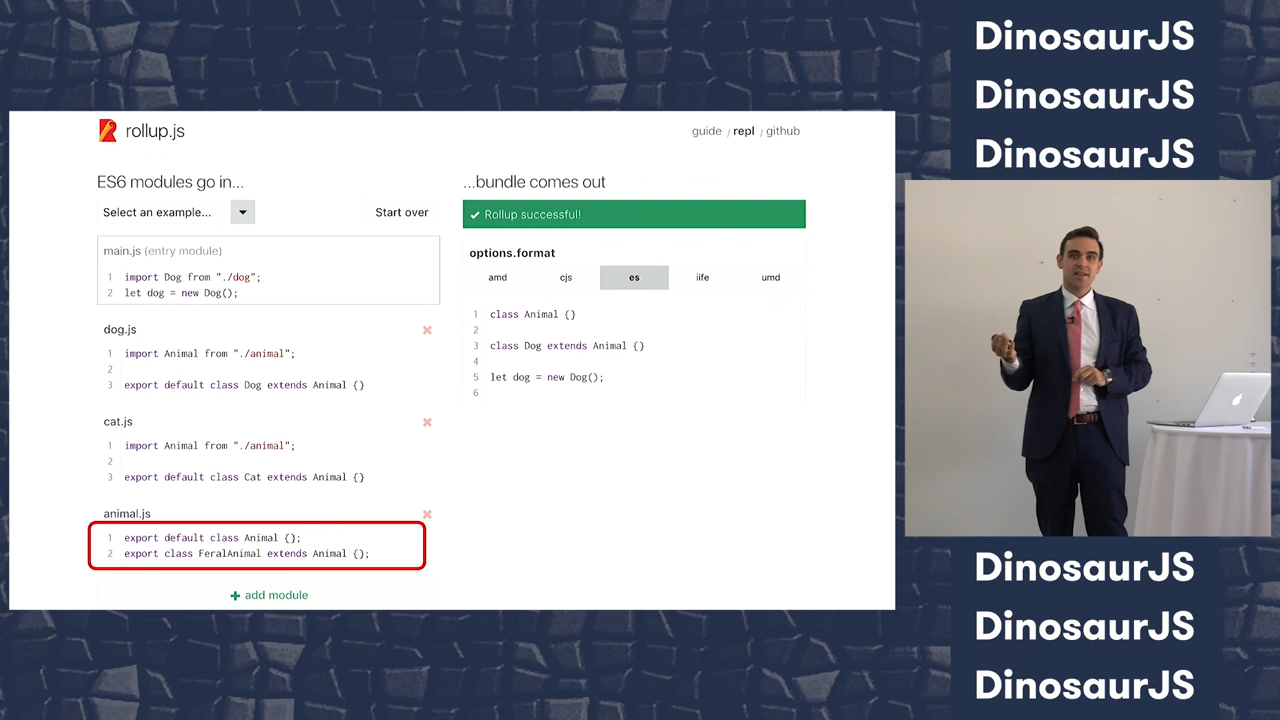 DinosaurJS
DinosaurJS
DinosaurJS
rollup.js
guide / repl / github
ES6 modules go in...
Select an example...
Start over
main.js (entry module)
1 import Dog from "./dog";
2 let dog = new Dog();
dog.js
1 import Animal from "./animal";
2
3 export default class Dog extends Animal {}
cat.js
1 import Animal from "./animal";
2
3 export default class Cat extends Animal {}
animal.js
1 export default class Animal {};
2 export class FeralAnimal extends Animal {};
add module
...bundle comes out
Rollup successful!
options.format
amd cjs es iife umd
1 class Animal {}
2
3 class Dog extends Animal {}
4
5 let dog = new Dog();
6
DinosaurJS
DinosaurJS
DinosaurJS